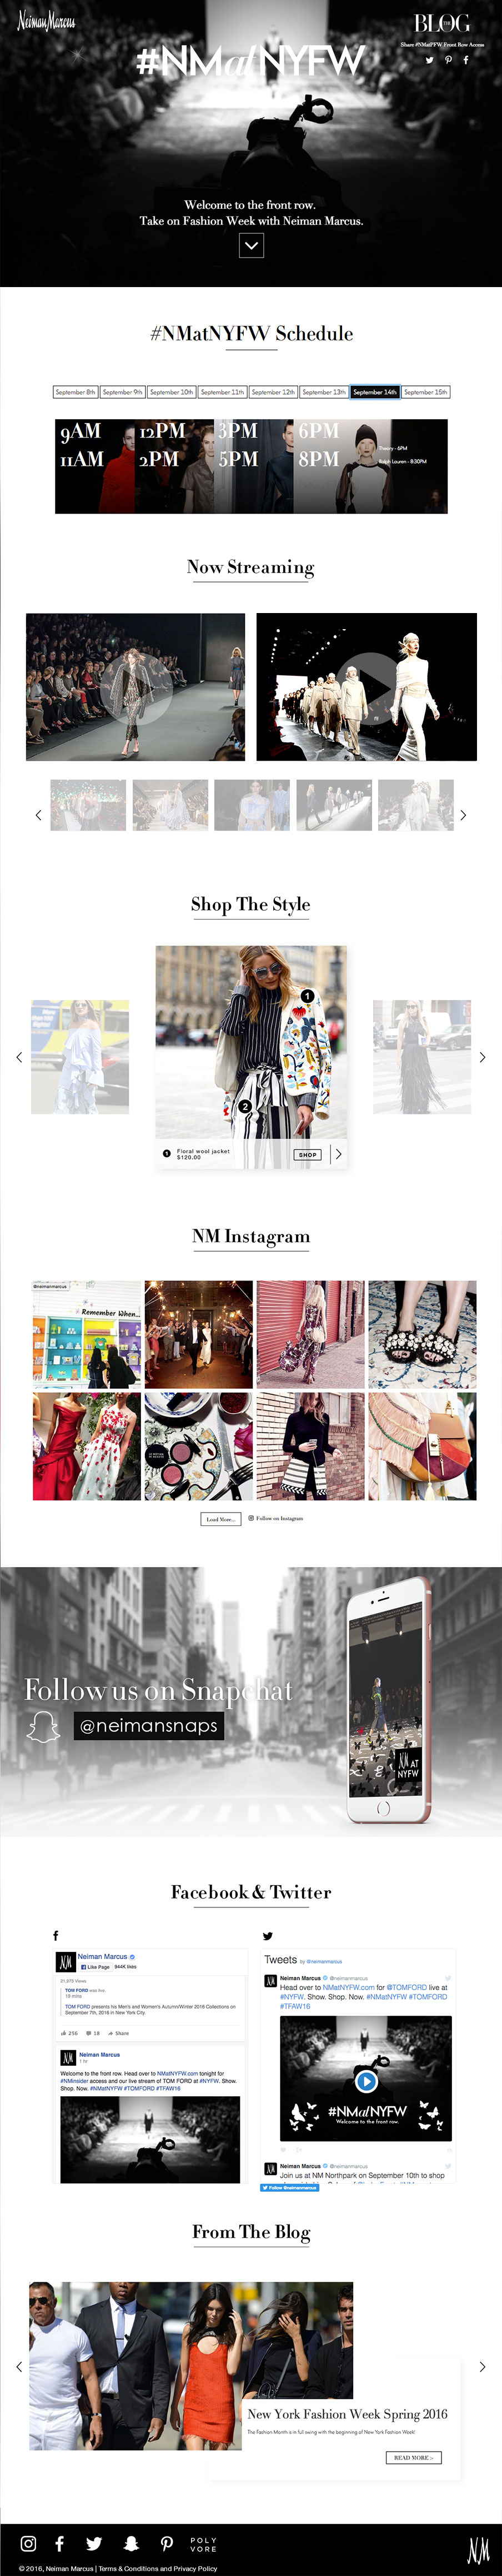 Neiman Marcus
THE BLOG
Share #NMatPFW Front Row Access
#NMatNYFW
Welcome to the front row.
Take on Fashion Week with Neiman Marcus.
#NMatNYFW Schedule
September 8th September 9th September 10th September 11th September 12th September 13th September 14th September 15th
9AM 12PM 3PM 6PM
11AM 2PM 5PM 8PM
Theory - 6PM
Ralph Lauren - 8:30PM
Now Streaming
Shop The Style
1
2
1 Floral wool jacket
$120.00
SHOP
NM Instagram
@neimanmarcus
Remember When...
Load More... Follow on Instagram
Follow us on Snapchat
@neimansnaps
NM AT
NYFW
Facebook & Twitter
Neiman Marcus
Like Page 844K likes
21,979 Views
TOM FORD was live.
18 mins
TOM FORD presents his Men's and Women's Autumn/Winter 2016 Collections on
September 7th, 2016 in New York City.
256 18 Share
Neiman Marcus
1 hr
Welcome to the front row. Head over to NMatNYFW.com tonight for
#NMinsider access and our live stream of TOM FORD at #NYFW. Show.
Shop. Now. #NMatNYFW #TOMFORD #TFAW16
Tweets by @neimanmarcus
Neiman Marcus @neimanmarcus
Head over to NMatNYFW.com for @TOMFORD live at
#NYFW. Show. Shop. Now. #NMatNYFW #TOMFORD
#TFAW16
#NMatNYFW
Welcome to the front row.
Neiman Marcus @neimanmarcus
Join us at NM Northpark on September 10th to shop
Follow @neimanmarcus
From The Blog
New York Fashion Week Spring 2016
The Fashion Month is in full swing with the beginning of New York Fashion Week!
READ MORE >
POLY
VORE
© 2016, Neiman Marcus | Terms & Conditions and Privacy Policy
NM